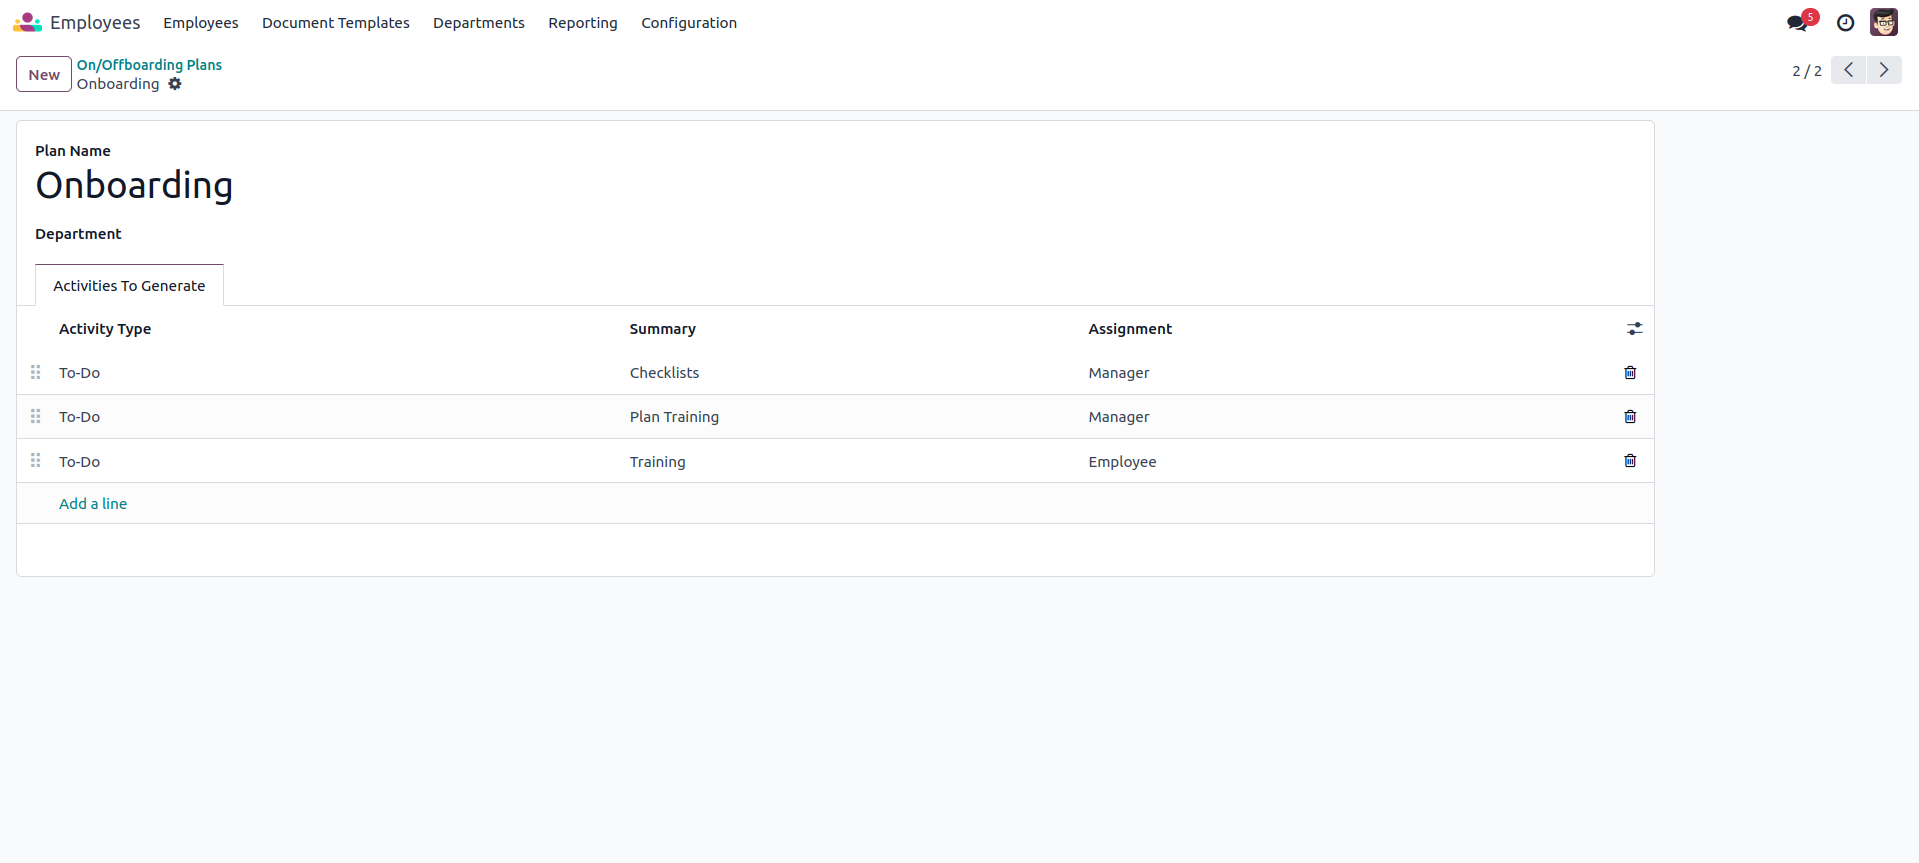 Employees Employees Document Templates Departments Reporting Configuration 5
New On/Offboarding Plans
Onboarding 2 / 2
Plan Name
Onboarding
Department
Activities To Generate
Activity Type Summary Assignment
To-Do Checklists Manager
To-Do Plan Training Manager
To-Do Training Employee
Add a line